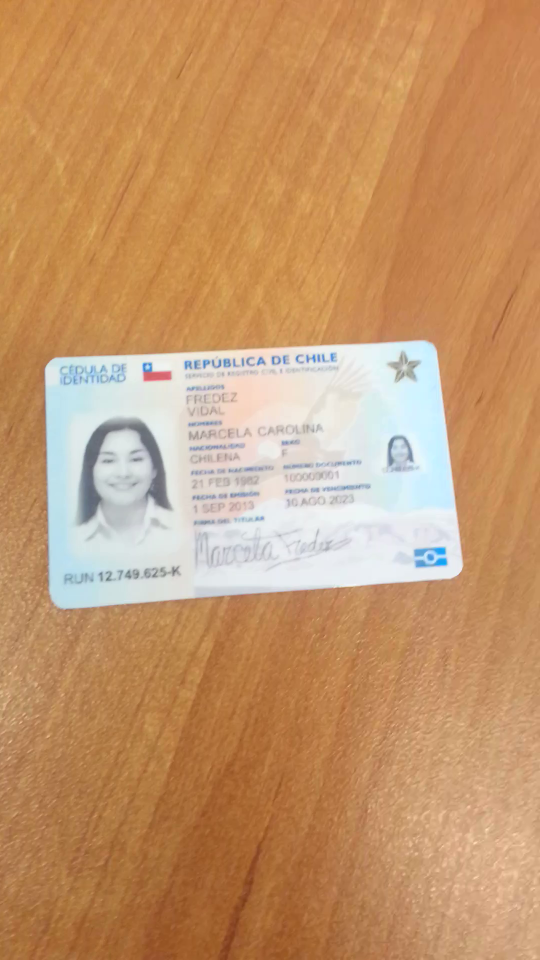 CÉDULA DE
IDENTIDAD
REPÚBLICA DE CHILE
SERVICIO DE REGISTRO CIVIL E IDENTIFICACIÓN
APELLIDOS
FREDEZ
VIDAL
NOMBRES
MARCELA CAROLINA
NACIONALIDAD
SEXO
CHILENA
F
FECHA DE NACIMIENTO
NÚMERO DOCUMENTO
21 FEB 1982
100000001
FECHA DE EMISIÓN
FECHA DE VENCIMIENTO
1 SEP 2013
10 AGO 2023
FIRMA DEL TITULAR
Marcela Fredez
RUN 12.749.625-K